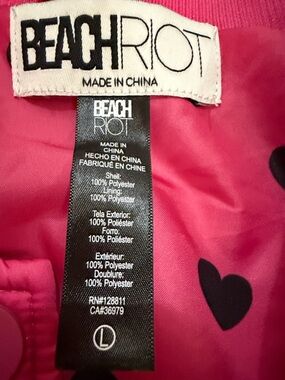 BEACHRIOT
MADE IN CHINA
BEACH
RIOT
MADE IN
CHINA
HECHO EN CHINA
FABRIQUÉ EN CHINE
Shell:
100% Polyester
Lining:
100% Polyester
Tela Exterior:
100% Poliéster
Forro:
100% Poliéster
Extérieur:
100% Polyester
Doublure:
100% Polyester
RN#128811
CA#36979
L